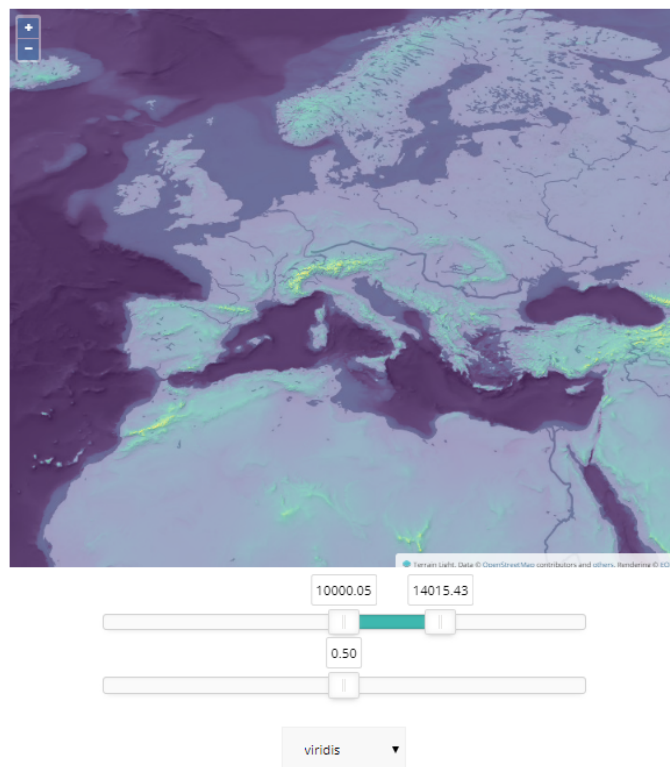 +
−
Terrain Light. Data © OpenStreetMap contributors and others. Rendering © EO
10000.05 14015.43
0.50
viridis